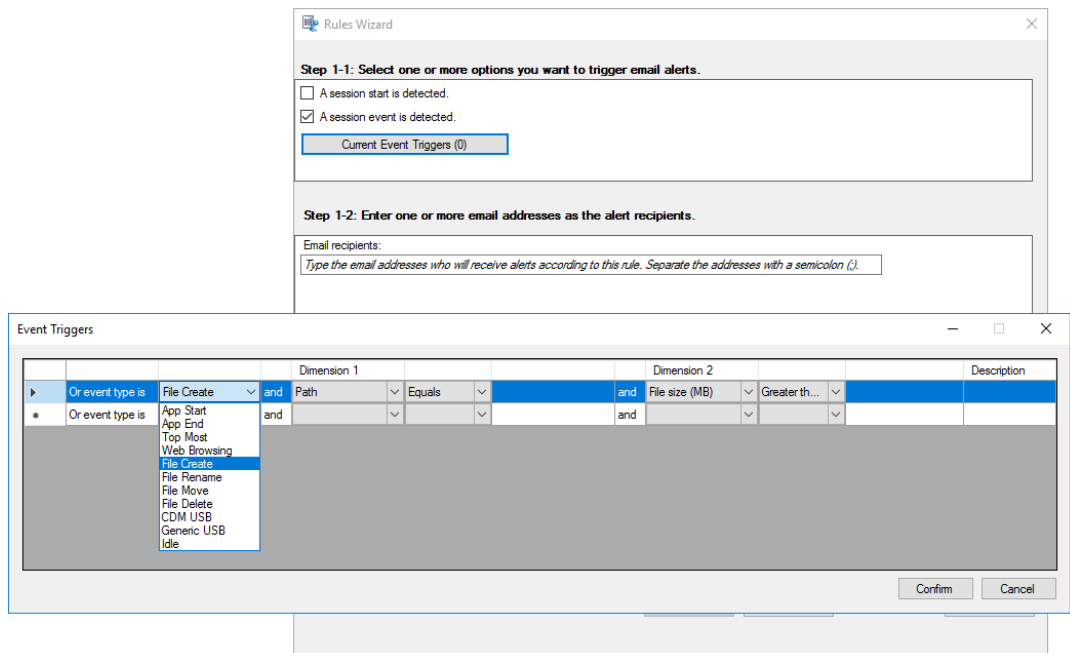 Rules Wizard
Step 1-1: Select one or more options you want to trigger email alerts.
A session start is detected.
A session event is detected.
Current Event Triggers (0)
Step 1-2: Enter one or more email addresses as the alert recipients.
Email recipients:
Type the email addresses who will receive alerts according to this rule. Separate the addresses with a semicolon (;).
Event Triggers
Dimension 1 Dimension 2 Description
Or event type is File Create and Path Equals and File size (MB) Greater th...
Or event type is and and
App Start
App End
Top Most
Web Browsing
File Create
File Rename
File Move
File Delete
CDM USB
Generic USB
Idle
Confirm Cancel